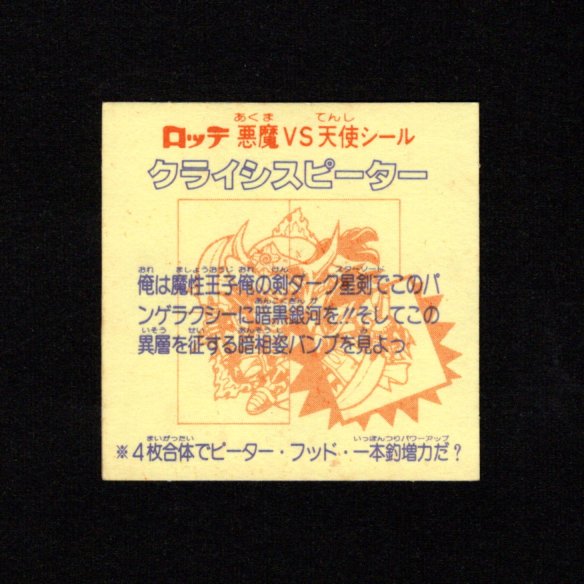 ロッテ 悪魔VS天使シール
クライシスピーター
俺は魔性王子俺の剣ダーク星剣でこのパ
ンゲラクシーに暗黒銀河を!!そしてこの
異層を征する暗相姿バンプを見よっ
※4枚合体でピーター・フッド・一本釣増力だ?